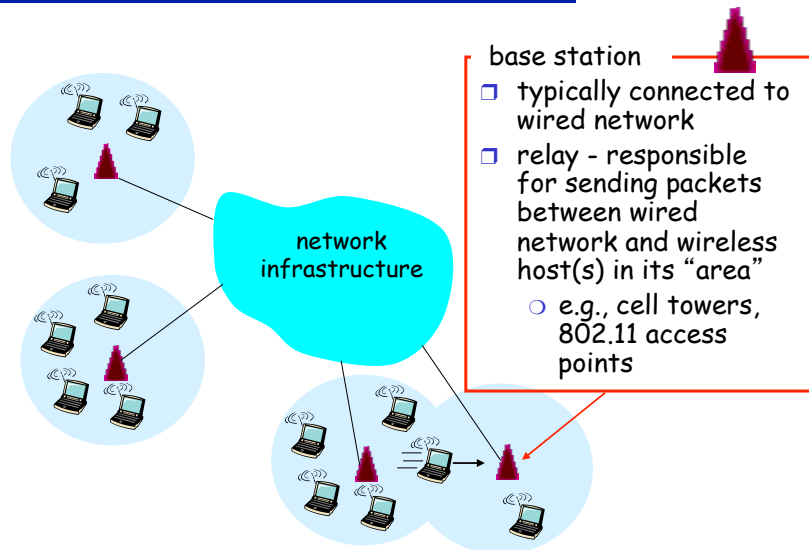 base station
❒ typically connected to
wired network
❒ relay - responsible
for sending packets
between wired
network and wireless
host(s) in its “area”
❍ e.g., cell towers,
802.11 access
points
network
infrastructure